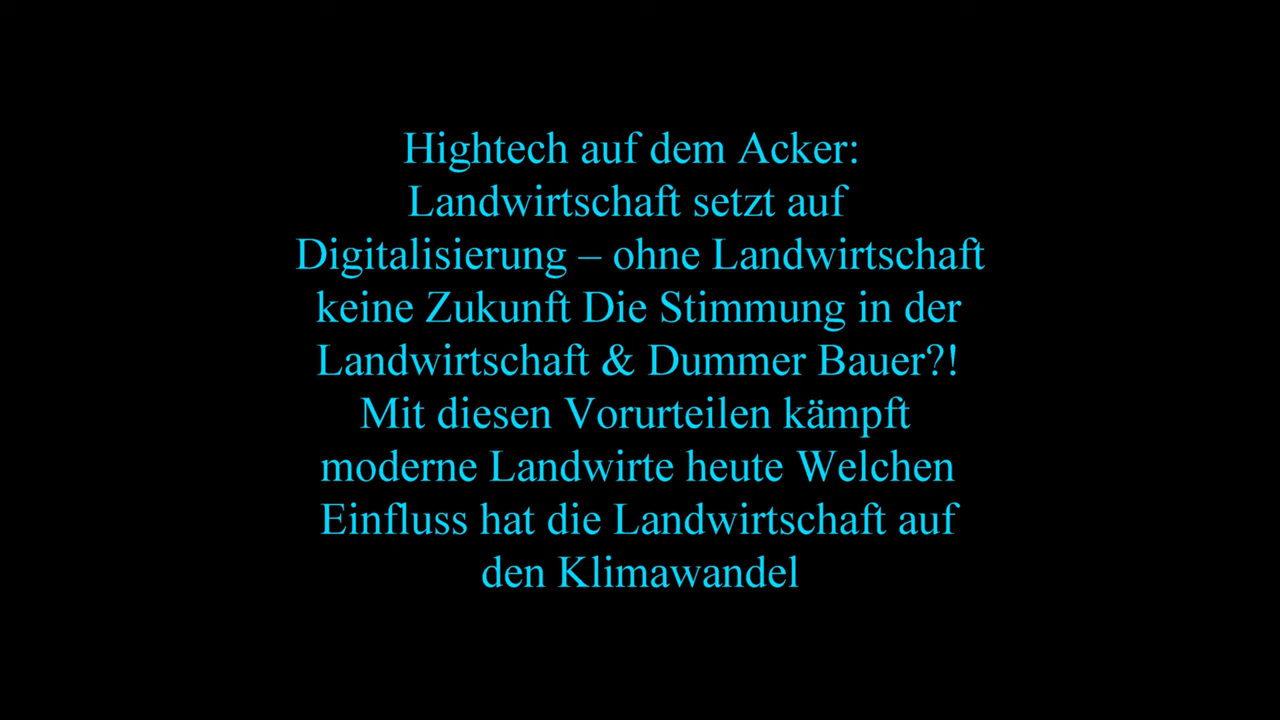 Hightech auf dem Acker:
Landwirtschaft setzt auf
Digitalisierung – ohne Landwirtschaft
keine Zukunft Die Stimmung in der
Landwirtschaft & Dummer Bauer?!
Mit diesen Vorurteilen kämpft
moderne Landwirte heute Welchen
Einfluss hat die Landwirtschaft auf
den Klimawandel